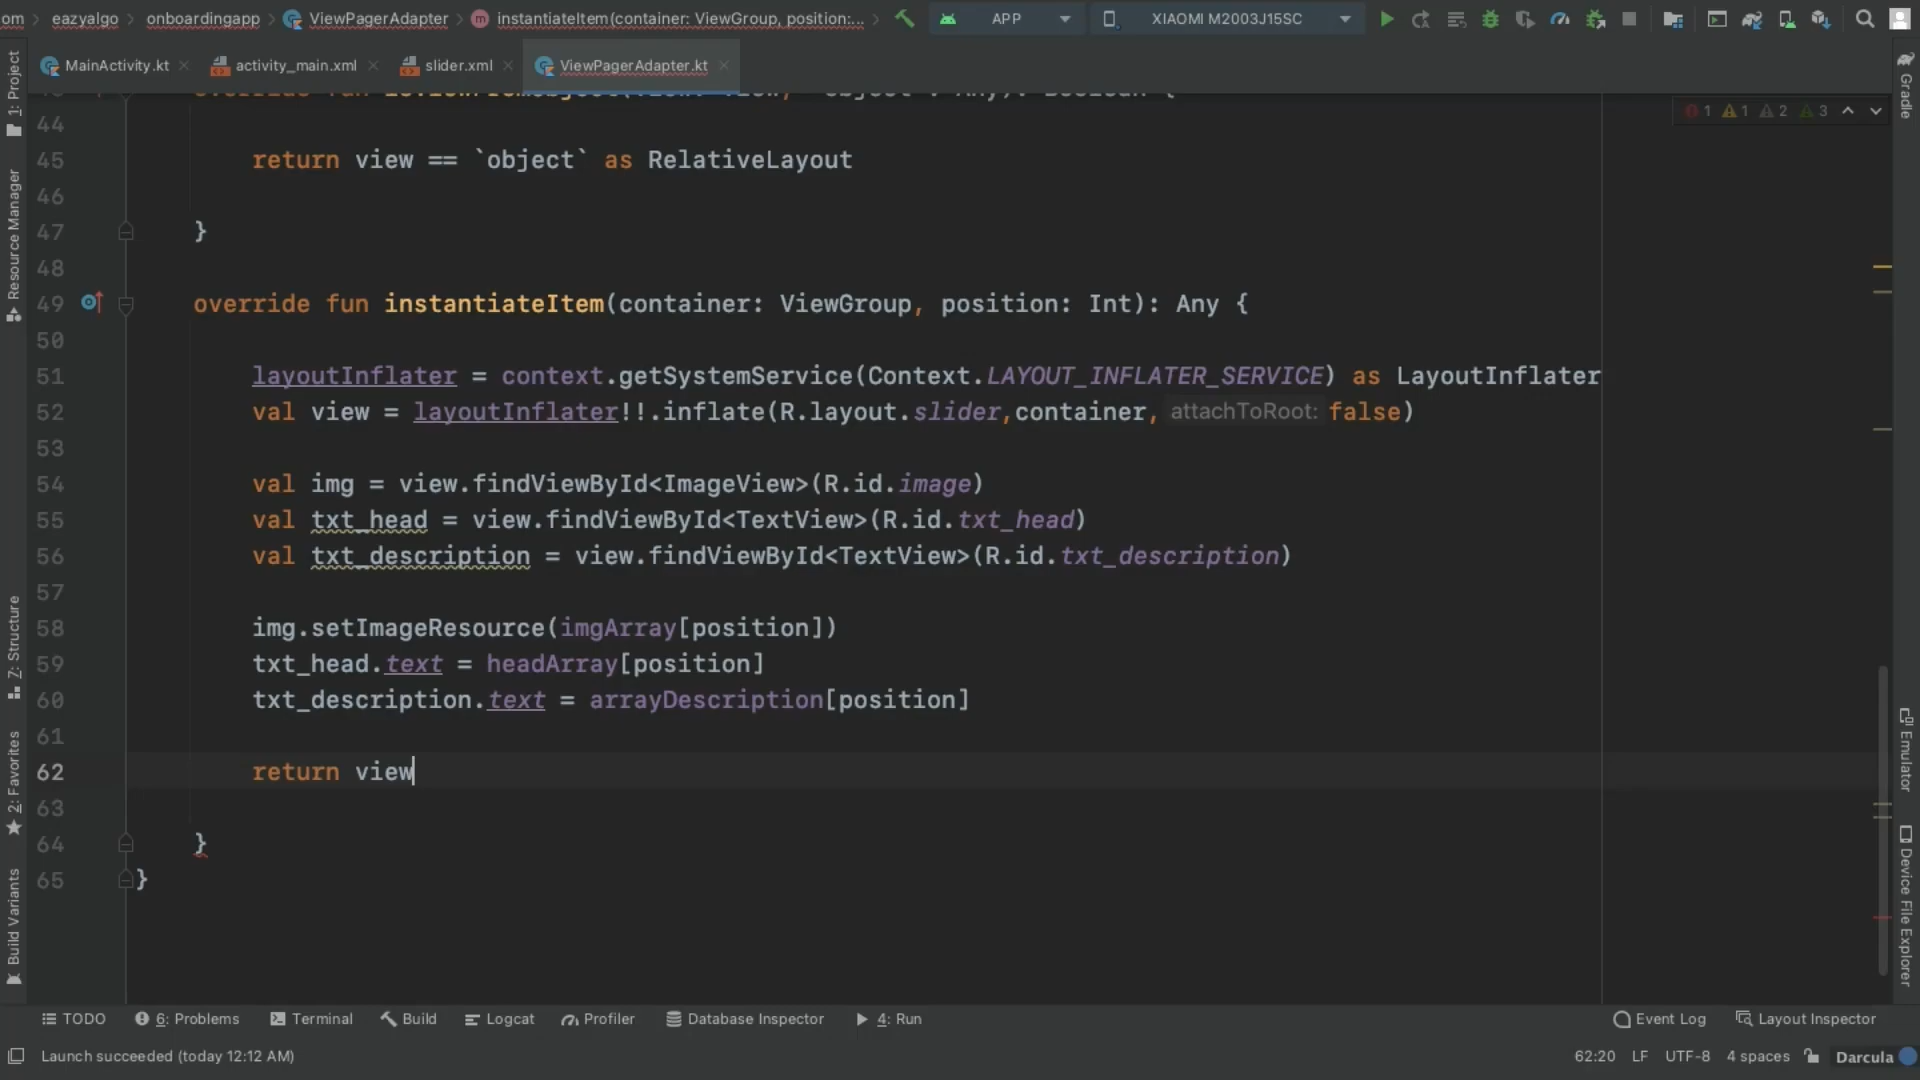 om > eazyalgo > onboardingapp > ViewPagerAdapter > instantiateItem(container: ViewGroup, position:... >
APP
XIAOMI M2003J15SC
MainActivity.kt
activity_main.xml
slider.xml
ViewPagerAdapter.kt
1: Project
Resource Manager
7: Structure
2: Favorites
Build Variants
1 1 2 3
44
45 return view == `object` as RelativeLayout
46
47 }
48
49 override fun instantiateItem(container: ViewGroup, position: Int): Any {
50
51 layoutInflater = context.getSystemService(Context.LAYOUT_INFLATER_SERVICE) as LayoutInflater
52 val view = layoutInflater!!.inflate(R.layout.slider,container, attachToRoot: false)
53
54 val img = view.findViewById<ImageView>(R.id.image)
55 val txt_head = view.findViewById<TextView>(R.id.txt_head)
56 val txt_description = view.findViewById<TextView>(R.id.txt_description)
57
58 img.setImageResource(imgArray[position])
59 txt_head.text = headArray[position]
60 txt_description.text = arrayDescription[position]
61
62 return view
63
64 }
65 }
Gradle
Emulator
Device File Explorer
TODO
6: Problems
Terminal
Build
Logcat
Profiler
Database Inspector
4: Run
Event Log
Layout Inspector
Launch succeeded (today 12:12 AM)
62:20 LF UTF-8 4 spaces Darcula